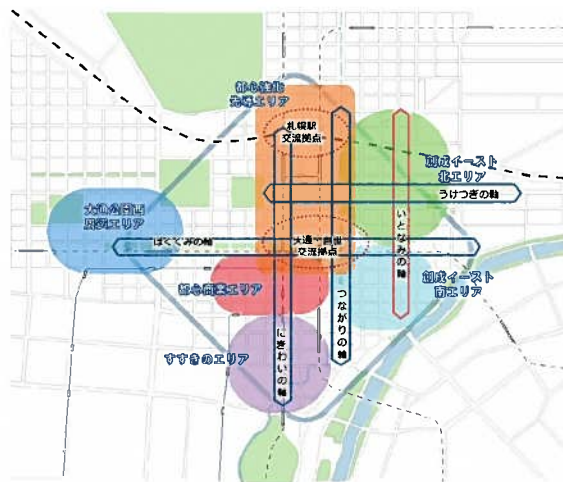 都心強化
先導エリア
札幌駅
交流拠点
創成イースト
北エリア
うけつぎの軸
大通公園西
周辺エリア
はぐくみの軸
大通・創世
交流拠点
いとなみの軸
都心商業エリア
つながりの軸
創成イースト
南エリア
すすきのエリア
にぎわいの軸